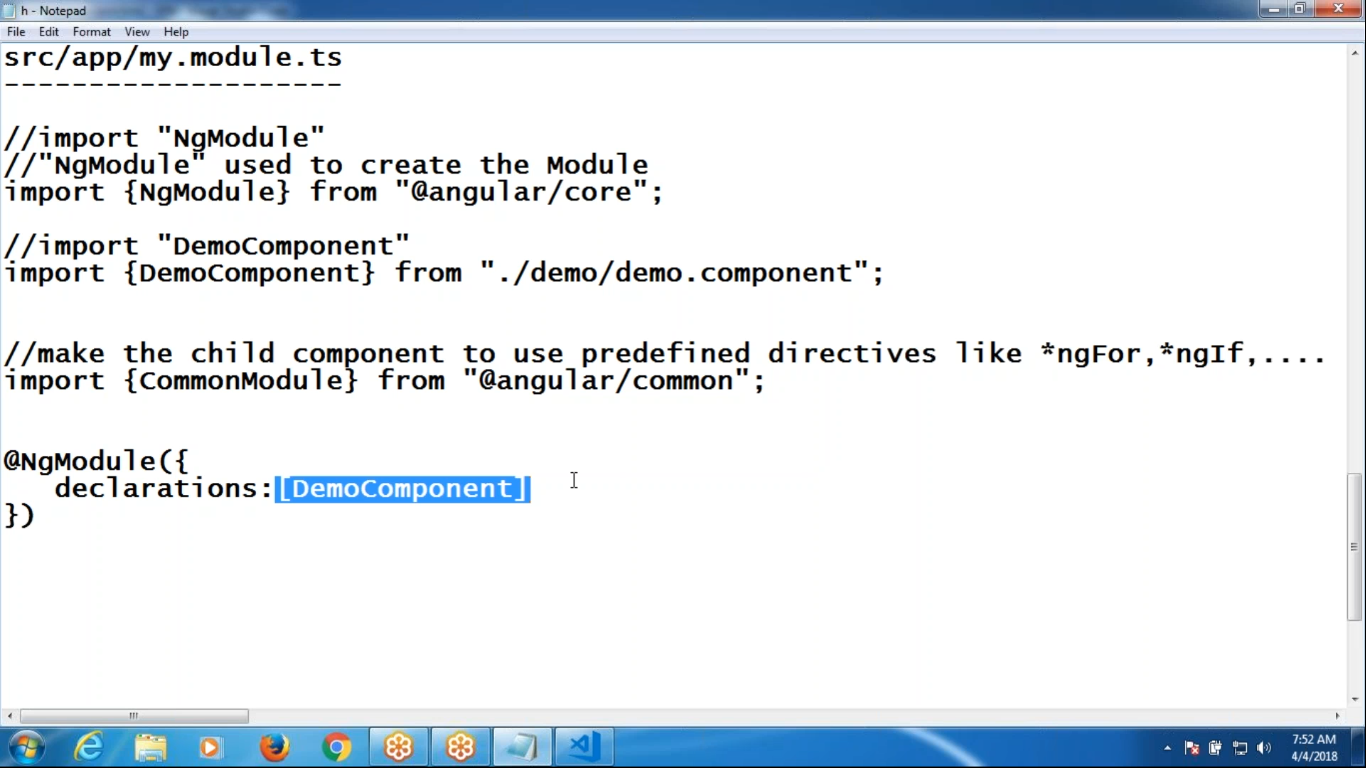 h - Notepad
File Edit Format View Help
src/app/my.module.ts
--------------------
//import "NgModule"
//"NgModule" used to create the Module
import {NgModule} from "@angular/core";
//import "DemoComponent"
import {DemoComponent} from "./demo/demo.component";
//make the child component to use predefined directives like *ngFor,*ngIf,....
import {CommonModule} from "@angular/common";
@NgModule({
declarations:[DemoComponent]
})
7:52 AM
4/4/2018